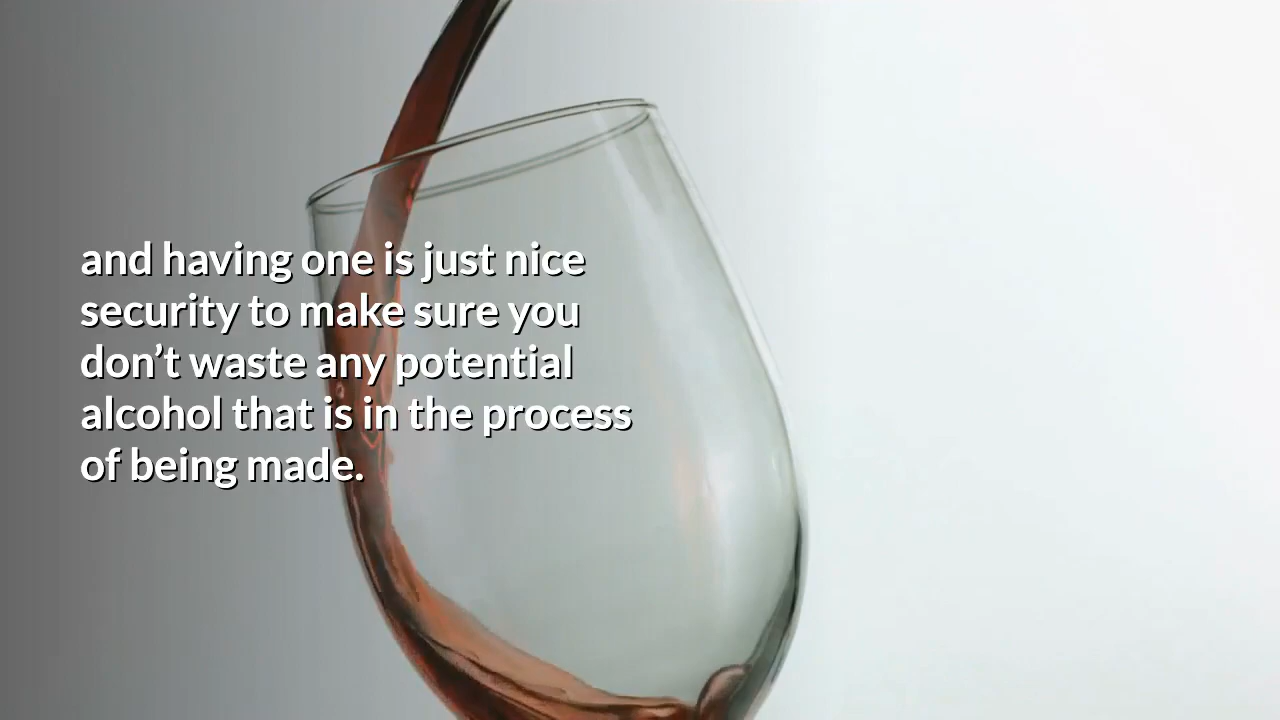 and having one is just nice
security to make sure you
don’t waste any potential
alcohol that is in the process
of being made.